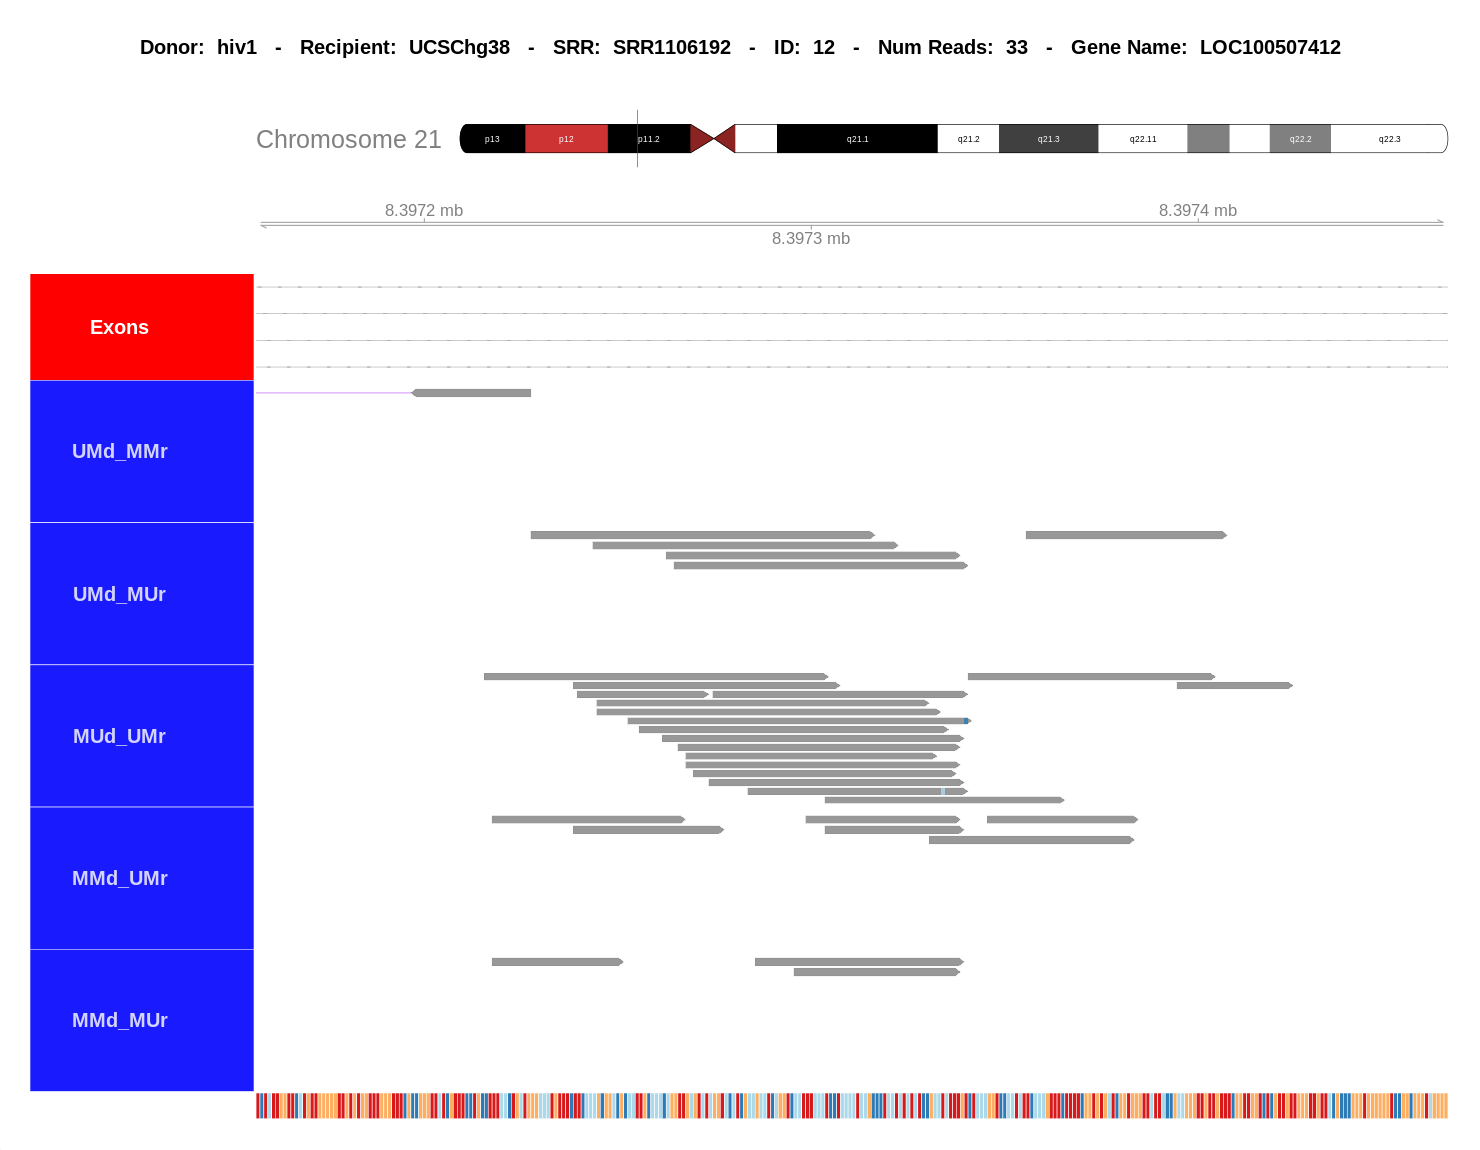 Donor: hiv1 - Recipient: UCSChg38 - SRR: SRR1106192 - ID: 12 - Num Reads: 33 - Gene Name: LOC100507412
Chromosome 21 p13 p12 p11.2 q21.1 q21.2 q21.3 q22.11 q22.2 q22.3
8.3972 mb 8.3974 mb
8.3973 mb
Exons
UMd_MMr
UMd_MUr
MUd_UMr
MMd_UMr
MMd_MUr